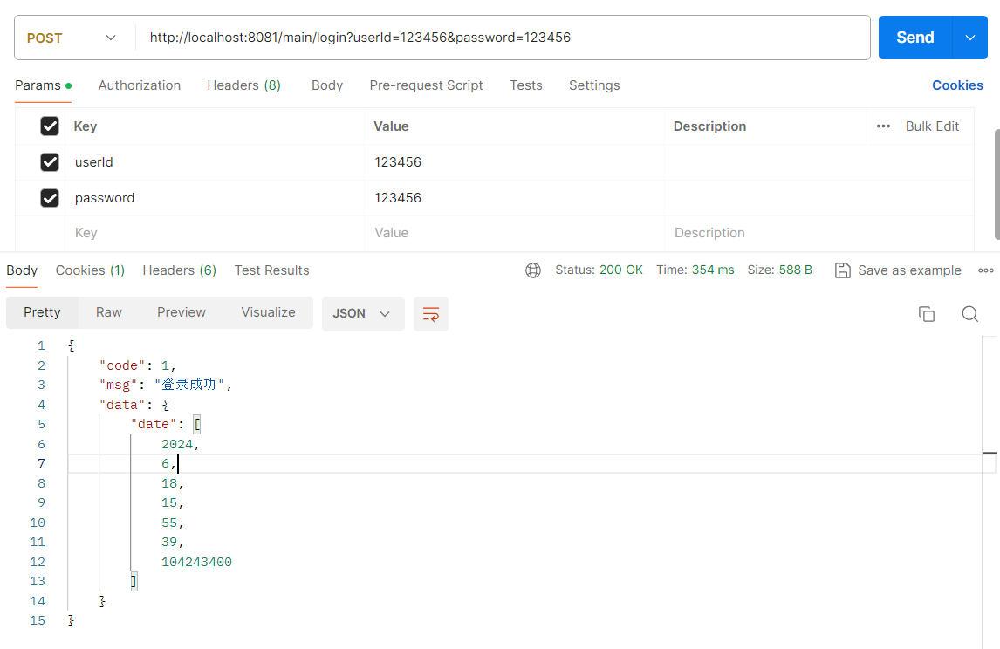 POST http://localhost:8081/main/login?userId=123456&password=123456 Send
Params Authorization Headers (8) Body Pre-request Script Tests Settings Cookies
Key Value Description Bulk Edit
userId 123456
password 123456
Key Value Description
Body Cookies (1) Headers (6) Test Results Status: 200 OK Time: 354 ms Size: 588 B Save as example
Pretty Raw Preview Visualize JSON
1 {
2 "code": 1,
3 "msg": "登录成功",
4 "data": {
5 "date": [
6 2024,
7 6,
8 18,
9 15,
10 55,
11 39,
12 104243400
13 ]
14 }
15 }